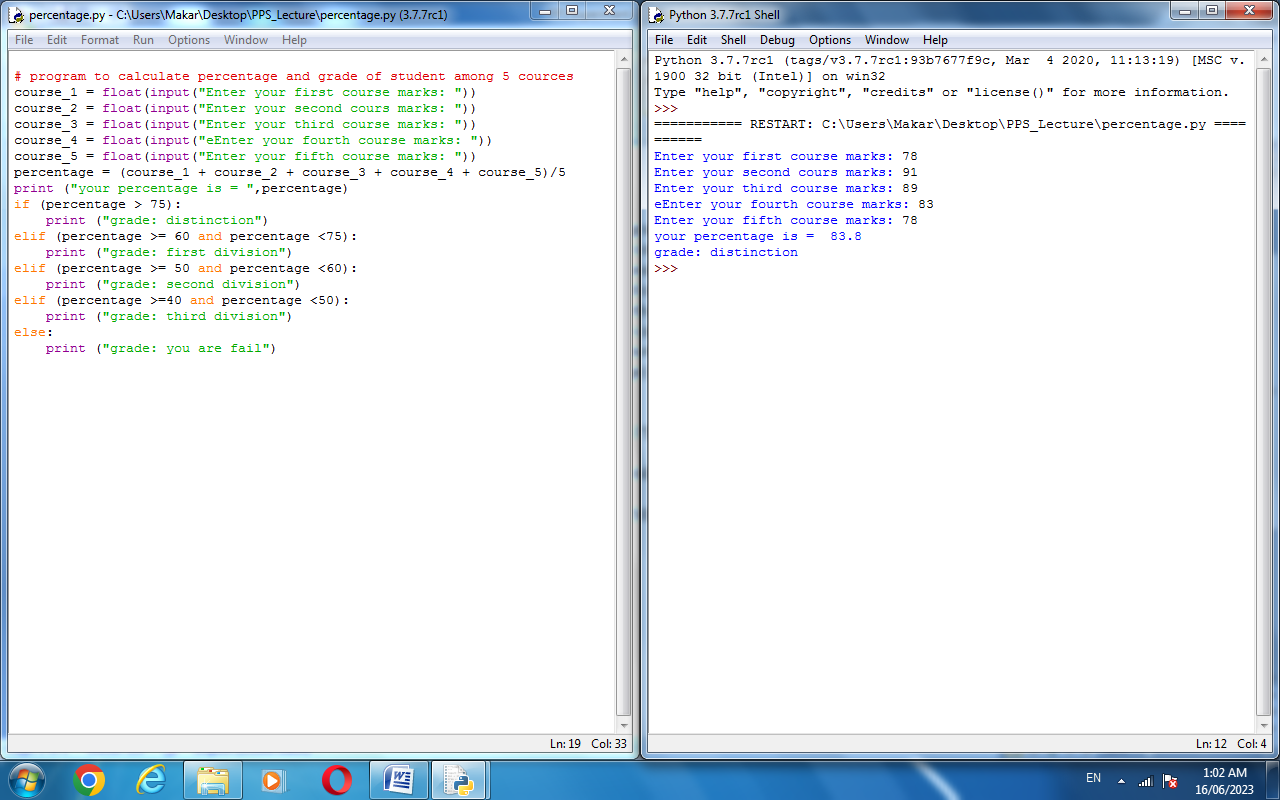 percentage.py - C:\Users\Makar\Desktop\PPS_Lecture\percentage.py (3.7.7rc1)
File Edit Format Run Options Window Help
# program to calculate percentage and grade of student among 5 cources
course_1 = float(input("Enter your first course marks: "))
course_2 = float(input("Enter your second cours marks: "))
course_3 = float(input("Enter your third course marks: "))
course_4 = float(input("eEnter your fourth course marks: "))
course_5 = float(input("Enter your fifth course marks: "))
percentage = (course_1 + course_2 + course_3 + course_4 + course_5)/5
print ("your percentage is = ",percentage)
if (percentage > 75):
    print ("grade: distinction")
elif (percentage >= 60 and percentage <75):
    print ("grade: first division")
elif (percentage >= 50 and percentage <60):
    print ("grade: second division")
elif (percentage >=40 and percentage <50):
    print ("grade: third division")
else:
    print ("grade: you are fail")
Ln: 19 Col: 33
Python 3.7.7rc1 Shell
File Edit Shell Debug Options Window Help
Python 3.7.7rc1 (tags/v3.7.7rc1:93b7677f9c, Mar  4 2020, 11:13:19) [MSC v.
1900 32 bit (Intel)] on win32
Type "help", "copyright", "credits" or "license()" for more information.
>>>
=========== RESTART: C:\Users\Makar\Desktop\PPS_Lecture\percentage.py ====
======
Enter your first course marks: 78
Enter your second cours marks: 91
Enter your third course marks: 89
eEnter your fourth course marks: 83
Enter your fifth course marks: 78
your percentage is =  83.8
grade: distinction
>>>
Ln: 12 Col: 4
EN
1:02 AM
16/06/2023